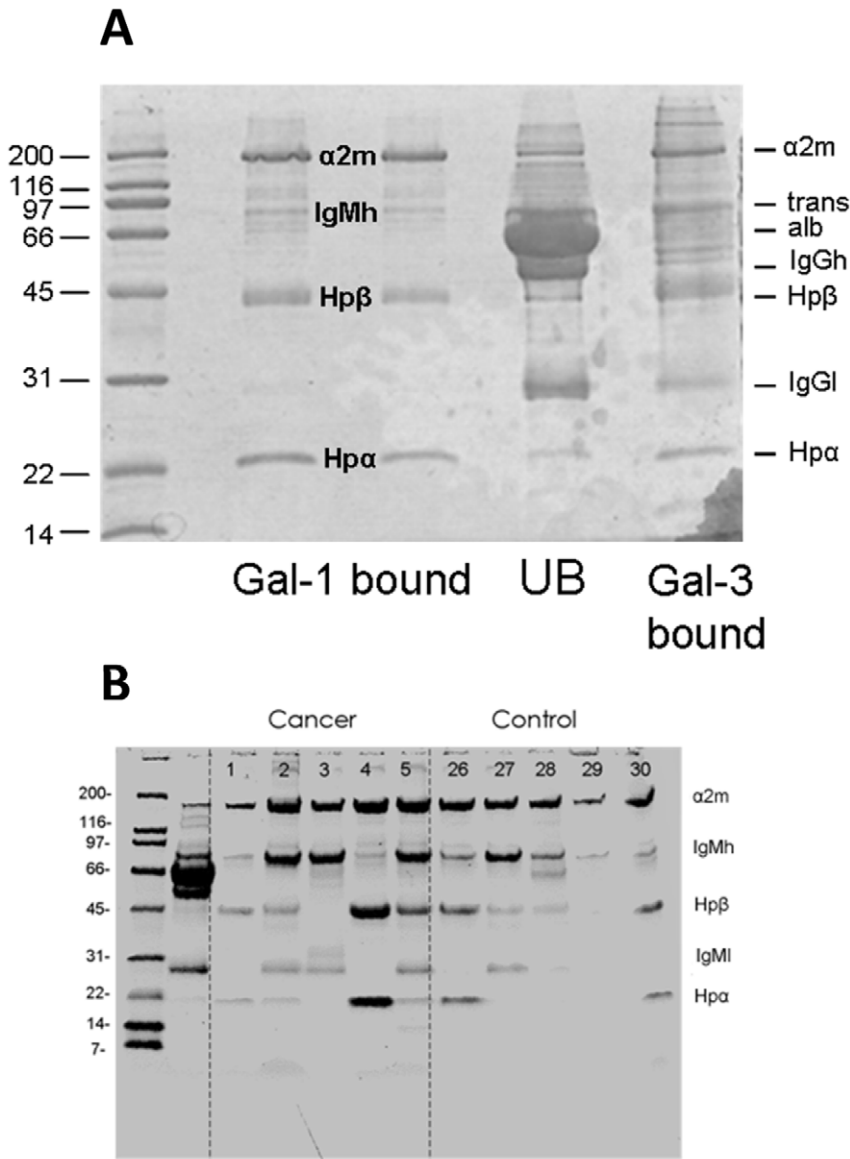 A
200 α2m α2m
116
97 IgMh trans
66 alb
IgGh
45 Hpβ Hpβ
31 IgGl
22 Hpα Hpα
14
Gal-1 bound UB Gal-3
bound
B
Cancer Control
1 2 3 4 5 26 27 28 29 30
200- α2m
116-
97- IgMh
66-
45- Hpβ
31- IgMl
22- Hpα
14-
7-